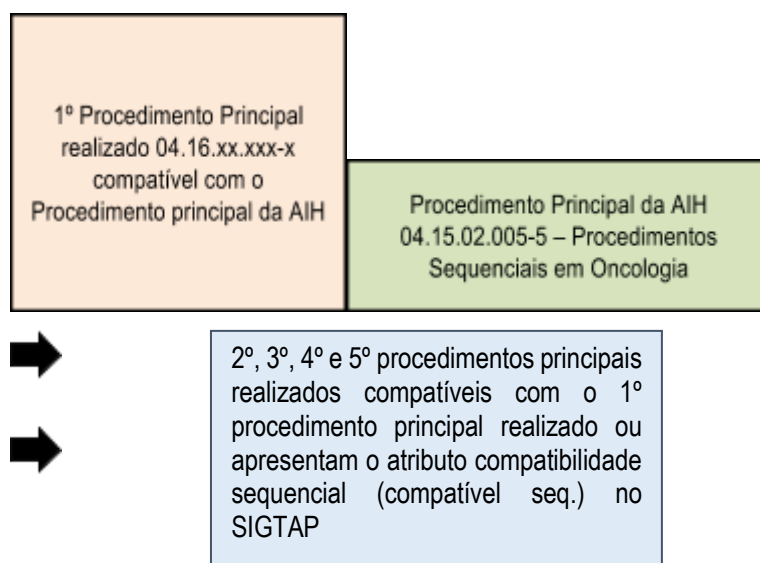 1º Procedimento Principal
realizado 04.16.xx.xxx-x
compatível com o
Procedimento principal da AIH
Procedimento Principal da AIH
04.15.02.005-5 – Procedimentos
Sequenciais em Oncologia
2º, 3º, 4º e 5º procedimentos principais
realizados compatíveis com o 1º
procedimento principal realizado ou
apresentam o atributo compatibilidade
sequencial (compatível seq.) no
SIGTAP